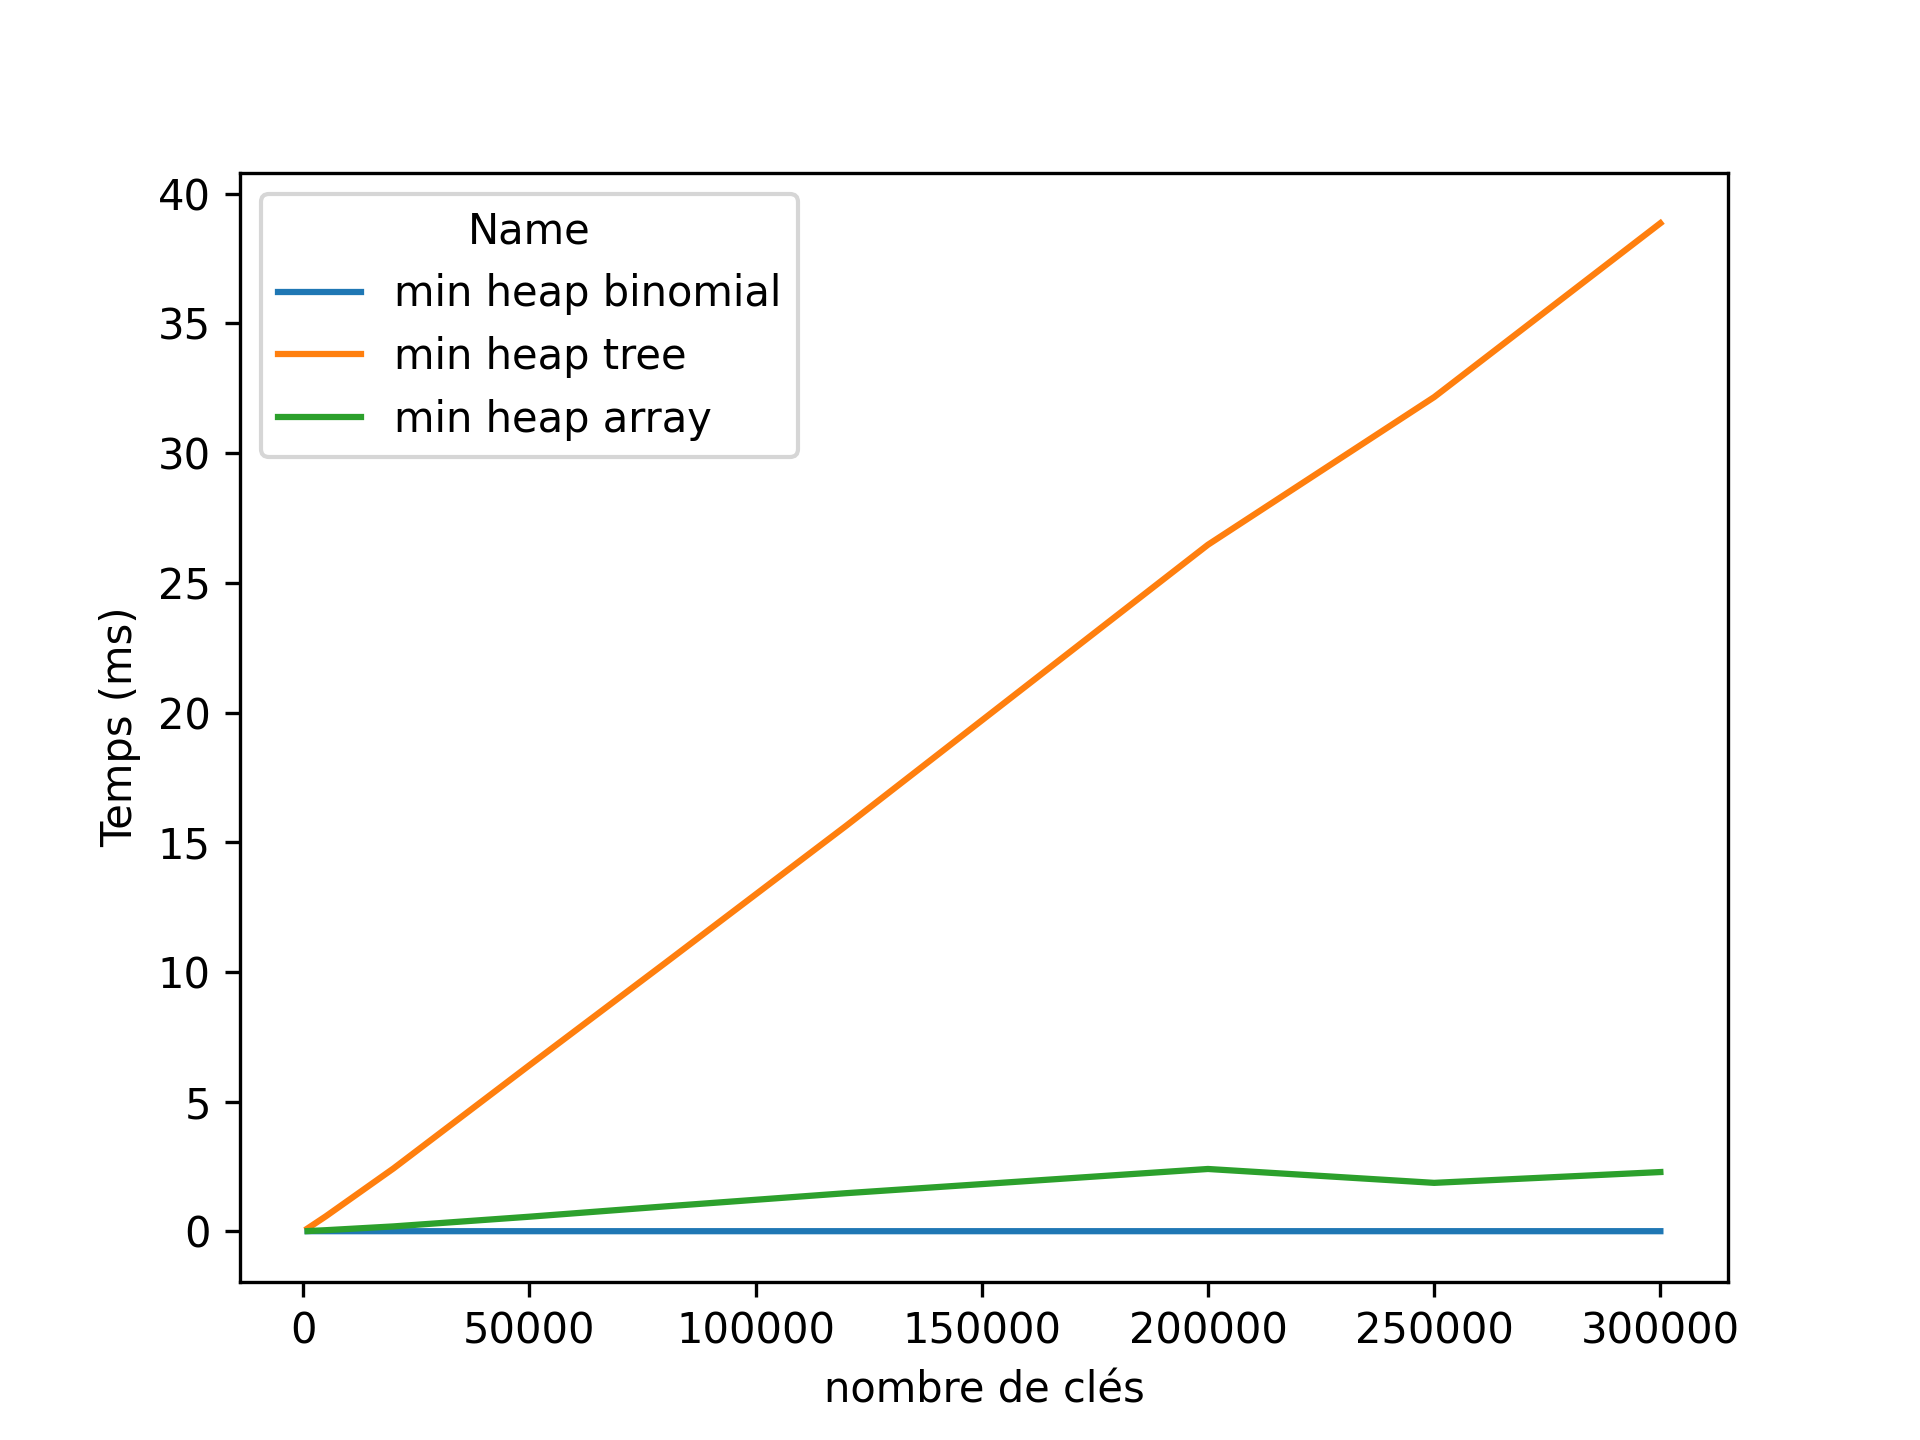 Name
min heap binomial
min heap tree
min heap array
40
35
30
25
20
15
10
5
0
Temps (ms)
0 50000 100000 150000 200000 250000 300000
nombre de clés